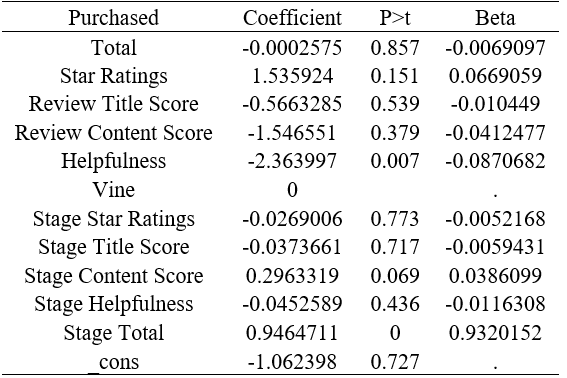 Purchased Coefficient P>t Beta
Total -0.0002575 0.857 -0.0069097
Star Ratings 1.535924 0.151 0.0669059
Review Title Score -0.5663285 0.539 -0.010449
Review Content Score -1.546551 0.379 -0.0412477
Helpfulness -2.363997 0.007 -0.0870682
Vine 0 .
Stage Star Ratings -0.0269006 0.773 -0.0052168
Stage Title Score -0.0373661 0.717 -0.0059431
Stage Content Score 0.2963319 0.069 0.0386099
Stage Helpfulness -0.0452589 0.436 -0.0116308
Stage Total 0.9464711 0 0.9320152
_cons -1.062398 0.727 .